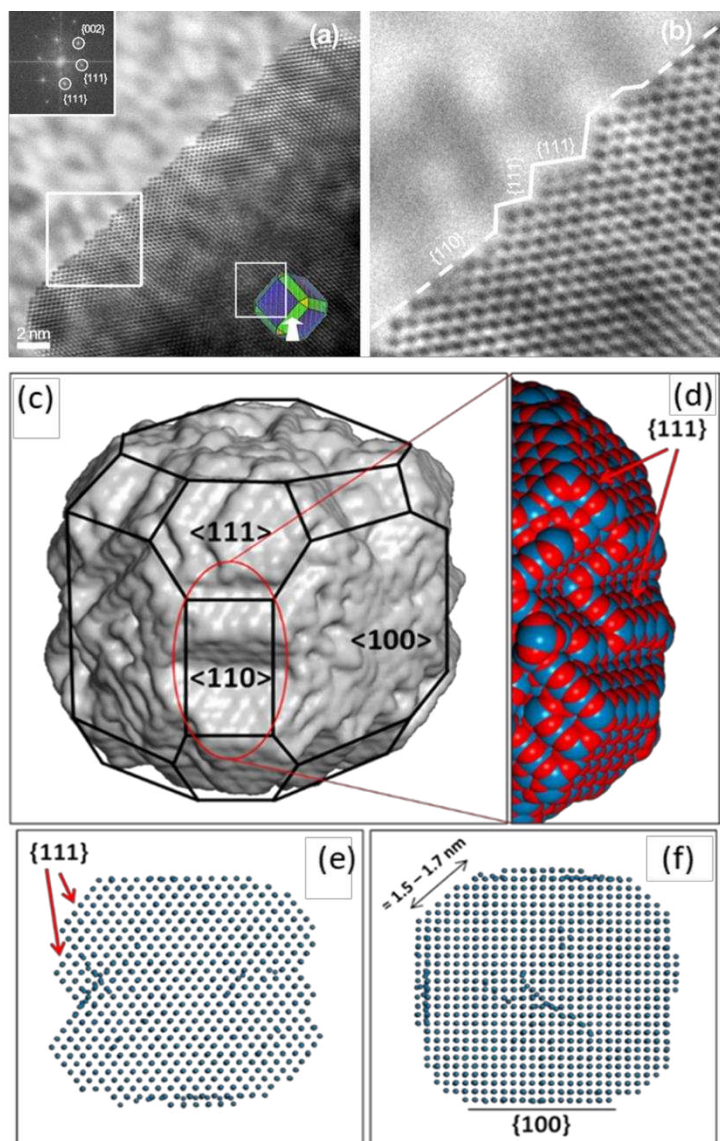 (a)
{002}
{111}
{111}
2 nm
(b)
{111}
{111}
{110}
(c)
<111>
<110>
<100>
(d)
{111}
{111}
(e)
≈ 1.5 – 1.7 nm
(f)
{100}